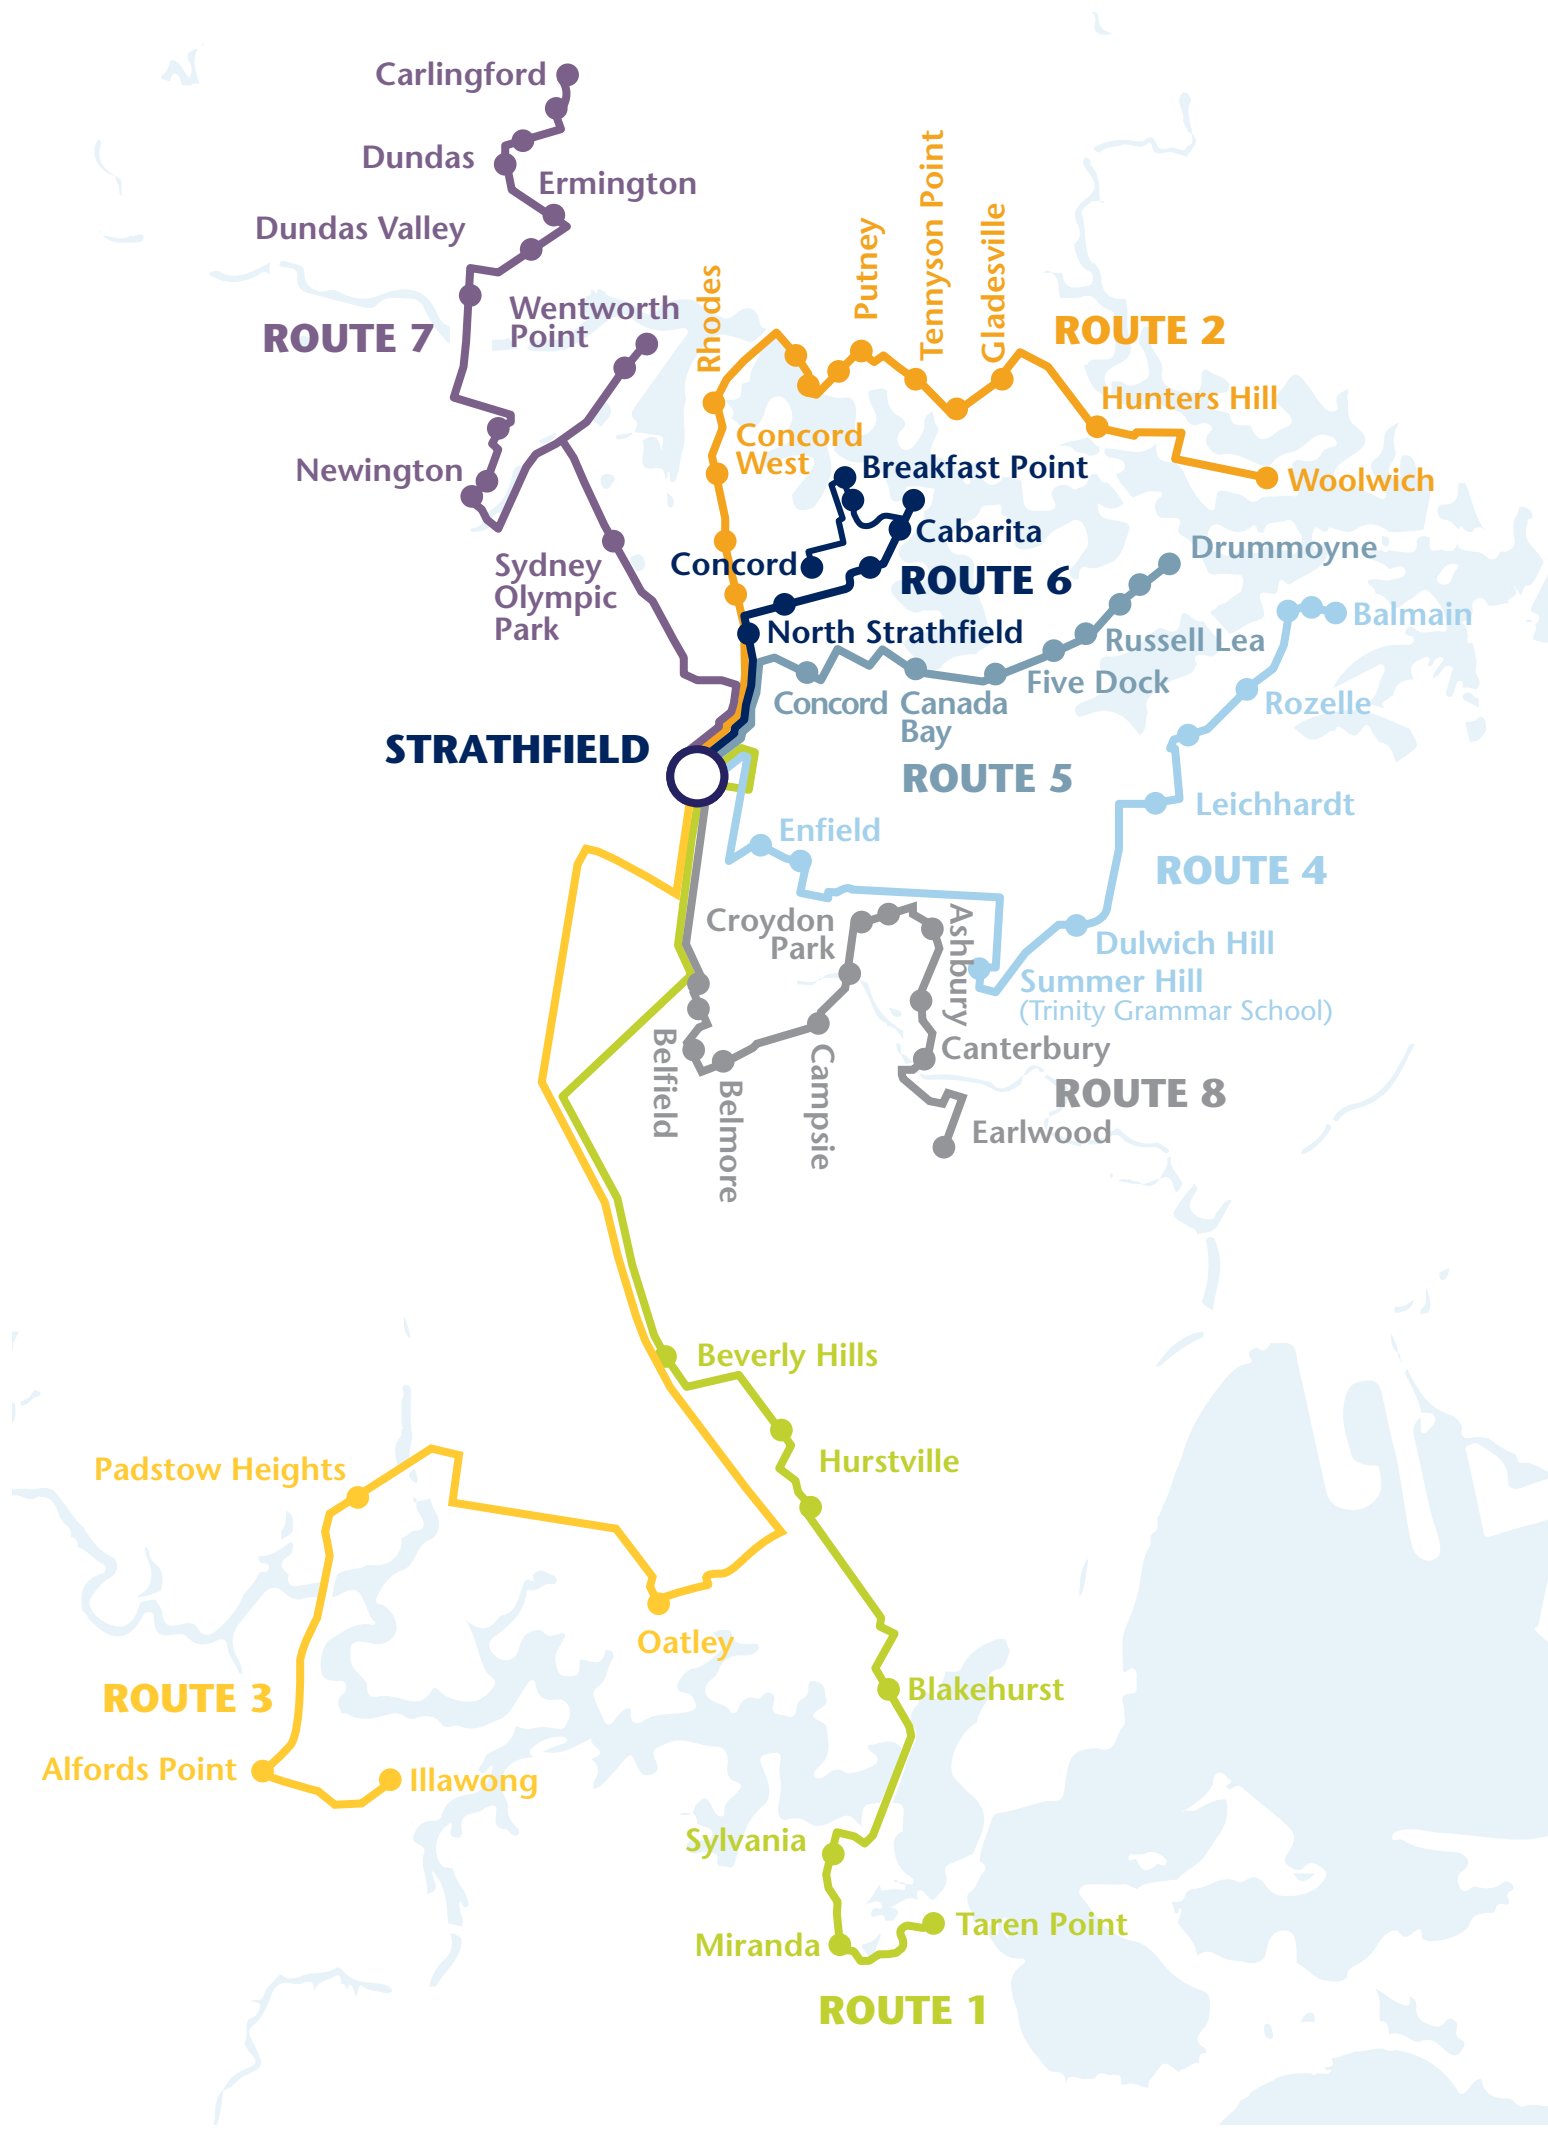 Carlingford
Dundas
Ermington
Dundas Valley
Wentworth
Point
ROUTE 7
Newington
Sydney
Olympic
Park
Rhodes
Putney
Tennyson Point
Gladesville
ROUTE 2
Hunters Hill
Woolwich
Concord
West
Breakfast Point
Cabarita
Concord
ROUTE 6
North Strathfield
Drummoyne
Russell Lea
Five Dock
Concord
Canada
Bay
ROUTE 5
Balmain
Rozelle
Leichhardt
ROUTE 4
STRATHFIELD
Enfield
Dulwich Hill
Summer Hill
(Trinity Grammar School)
Croydon
Park
Ashbury
Canterbury
ROUTE 8
Earlwood
Belfield
Belmore
Campsie
Beverly Hills
Hurstville
Padstow Heights
Oatley
ROUTE 3
Alfords Point
Illawong
Blakehurst
Sylvania
Miranda
Taren Point
ROUTE 1